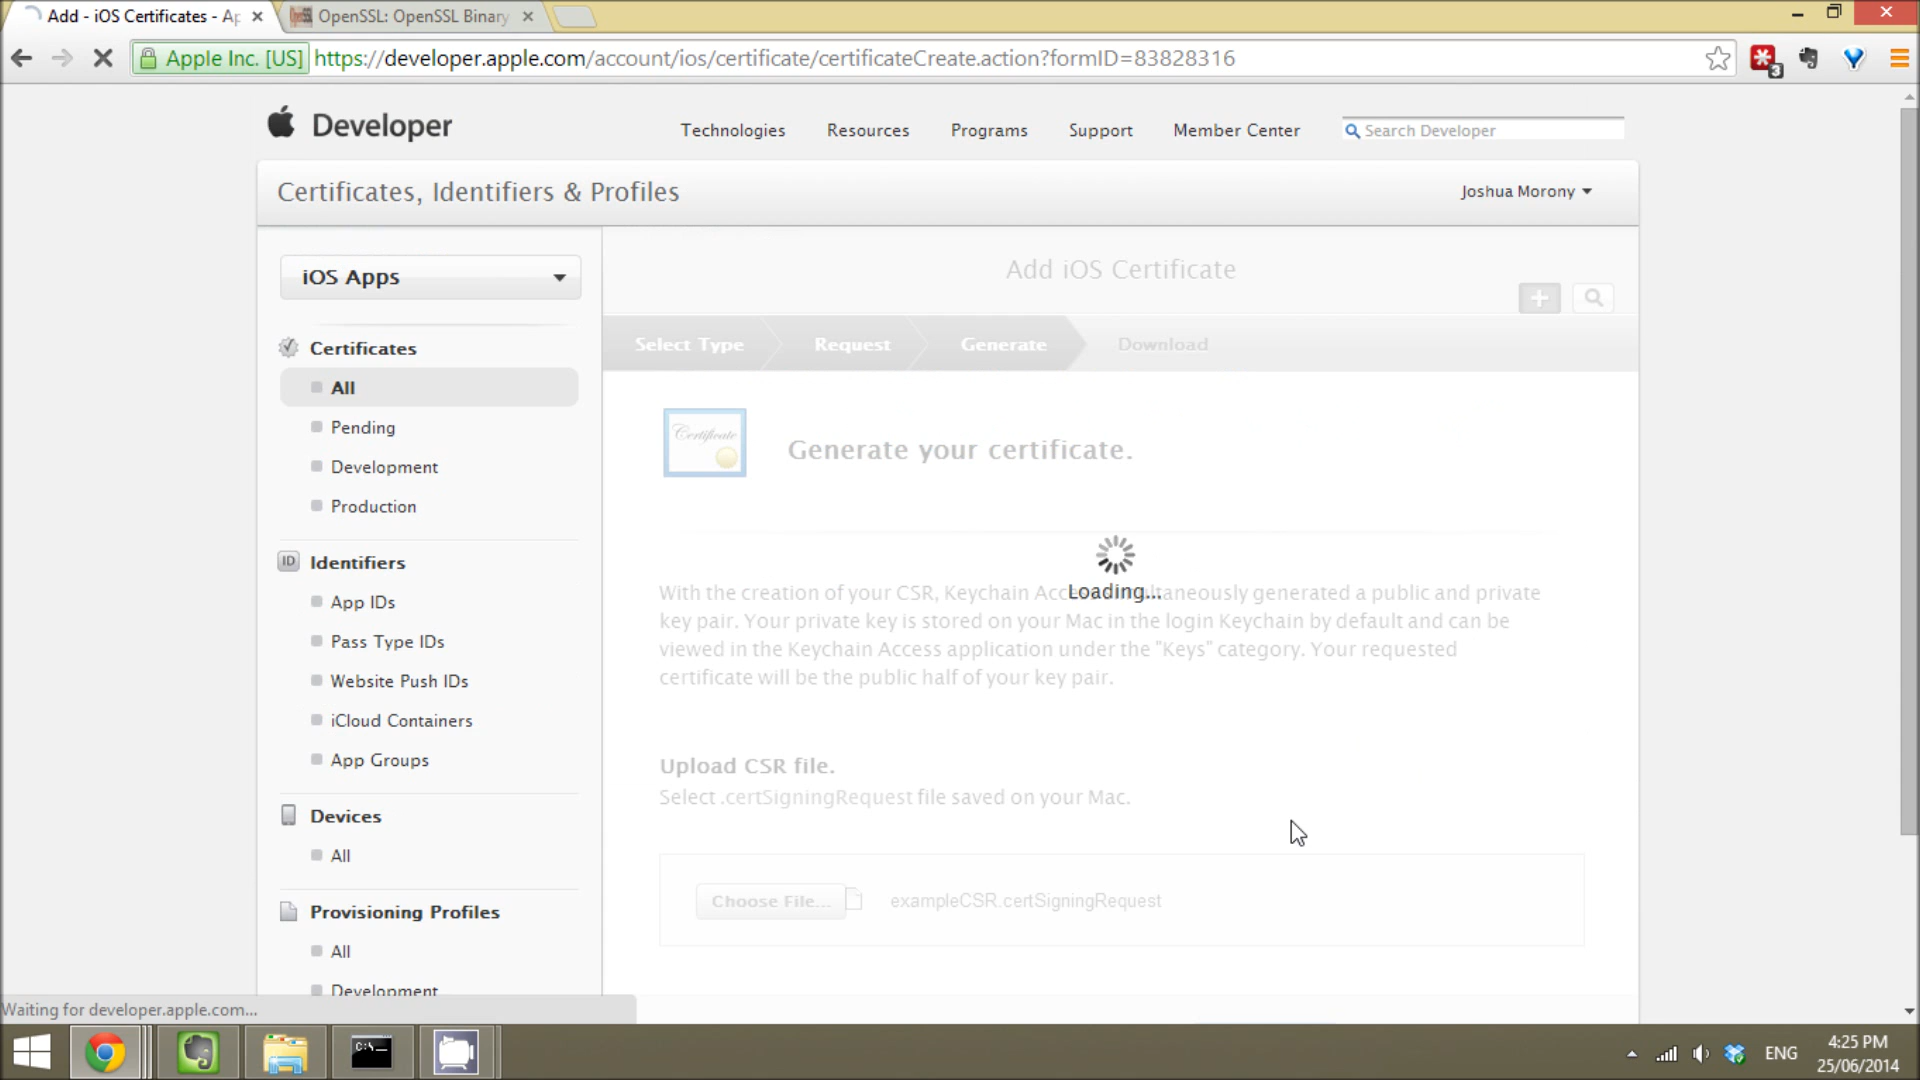 Add - iOS Certificates - Ap
OpenSSL: OpenSSL Binary
Apple Inc. [US] https://developer.apple.com/account/ios/certificate/certificateCreate.action?formID=83828316
3
Developer
Technologies
Resources
Programs
Support
Member Center
Search Developer
Certificates, Identifiers & Profiles
Joshua Morony
iOS Apps
Certificates
All
Pending
Development
Production
ID Identifiers
App IDs
Pass Type IDs
Website Push IDs
iCloud Containers
App Groups
Devices
All
Provisioning Profiles
All
Development
Add iOS Certificate
Select Type
Request
Generate
Download
Certificate
Generate your certificate.
Loading...
With the creation of your CSR, Keychain Access simultaneously generated a public and private
key pair. Your private key is stored on your Mac in the login Keychain by default and can be
viewed in the Keychain Access application under the "Keys" category. Your requested
certificate will be the public half of your key pair.
Upload CSR file.
Select .certSigningRequest file saved on your Mac.
Choose File...
exampleCSR.certSigningRequest
Waiting for developer.apple.com...
C:\_
ENG
4:25 PM
25/06/2014